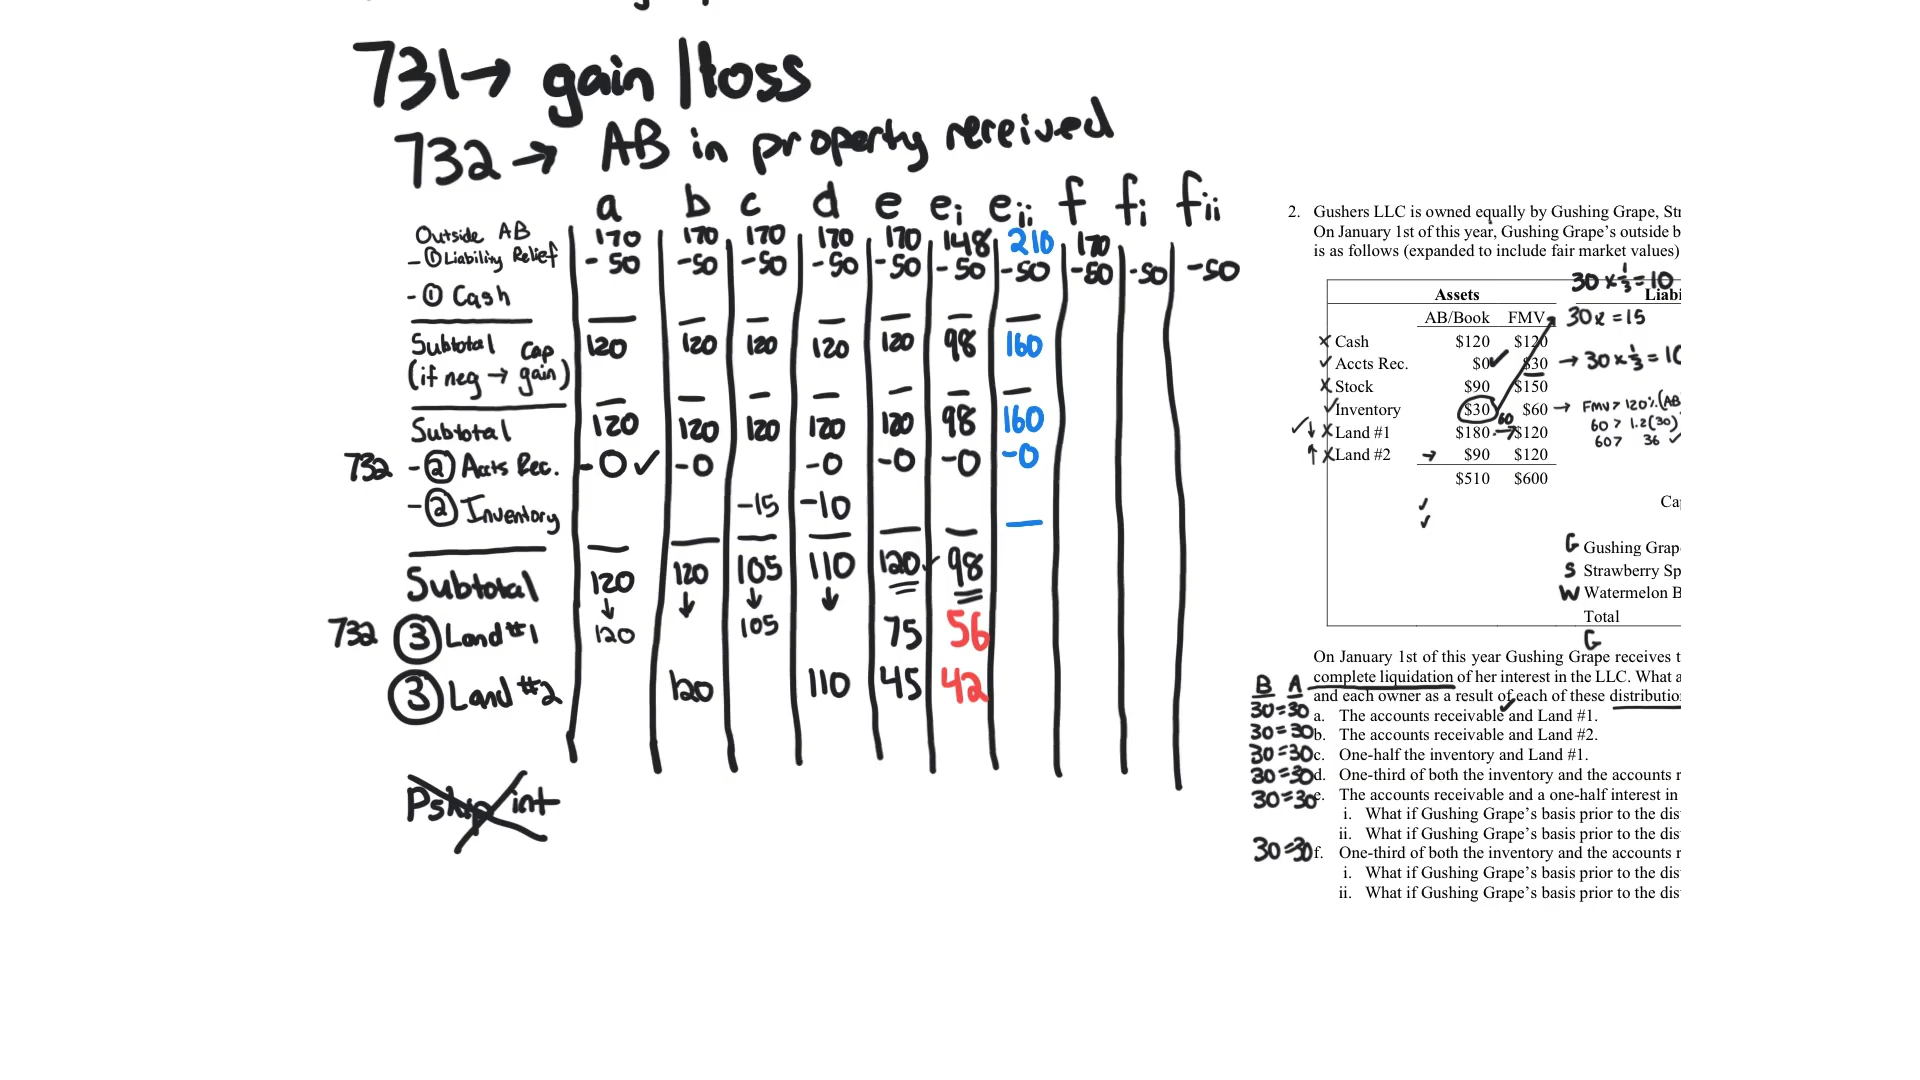 731→ gain | loss
732 → AB in property received
a b c d e ei eii f fi fii
Outside AB 170 170 170 170 170 148 210 170
- ① Liability Relief - 50 -50 -50 -50 -50 -50 -50 -50 -50 -50
- ① Cash
Subtotal Cap 120 120 120 120 120 98 160
(if neg → gain)
Subtotal 120 120 120 120 120 98 160
732 - ② Accts Rec. -0✓ -0 -0 -0 -0 -0
- ② Inventory -15 -10
Subtotal 120 120 105 110 120 98
↓ ↓ ↓ ↓
732 ③ Land #1 120 105 75 56
③ Land #2 120 110 45 42
Pship int
2. Gushers LLC is owned equally by Gushing Grape, Str
On January 1st of this year, Gushing Grape's outside b
is as follows (expanded to include fair market values)
30 x 1/3 = 10
Assets Liabi
AB/Book FMV 30x = 15
X Cash $120 $120
✓ Accts Rec. $0 ✓ $30 → 30 x 1/3 = 10
X Stock $90 $150
✓ Inventory $30 $60 → FMV > 120% (AB
60 60 > 1.2(30)
✓↓ X Land #1 $180 → $120
60 > 36 ✓
↑ X Land #2 → $90 $120
$510 $600
✓ Ca
✓
G Gushing Grap
S Strawberry Sp
W Watermelon B
Total
G
On January 1st of this year Gushing Grape receives t
complete liquidation of her interest in the LLC. What a
B A
and each owner as a result of each of these distributio
30=30 a. The accounts receivable and Land #1.
30=30 b. The accounts receivable and Land #2.
30=30 c. One-half the inventory and Land #1.
30=30 d. One-third of both the inventory and the accounts r
30=30 e. The accounts receivable and a one-half interest in
i. What if Gushing Grape's basis prior to the dis
ii. What if Gushing Grape's basis prior to the dis
30=30 f. One-third of both the inventory and the accounts r
i. What if Gushing Grape's basis prior to the dis
ii. What if Gushing Grape's basis prior to the dis